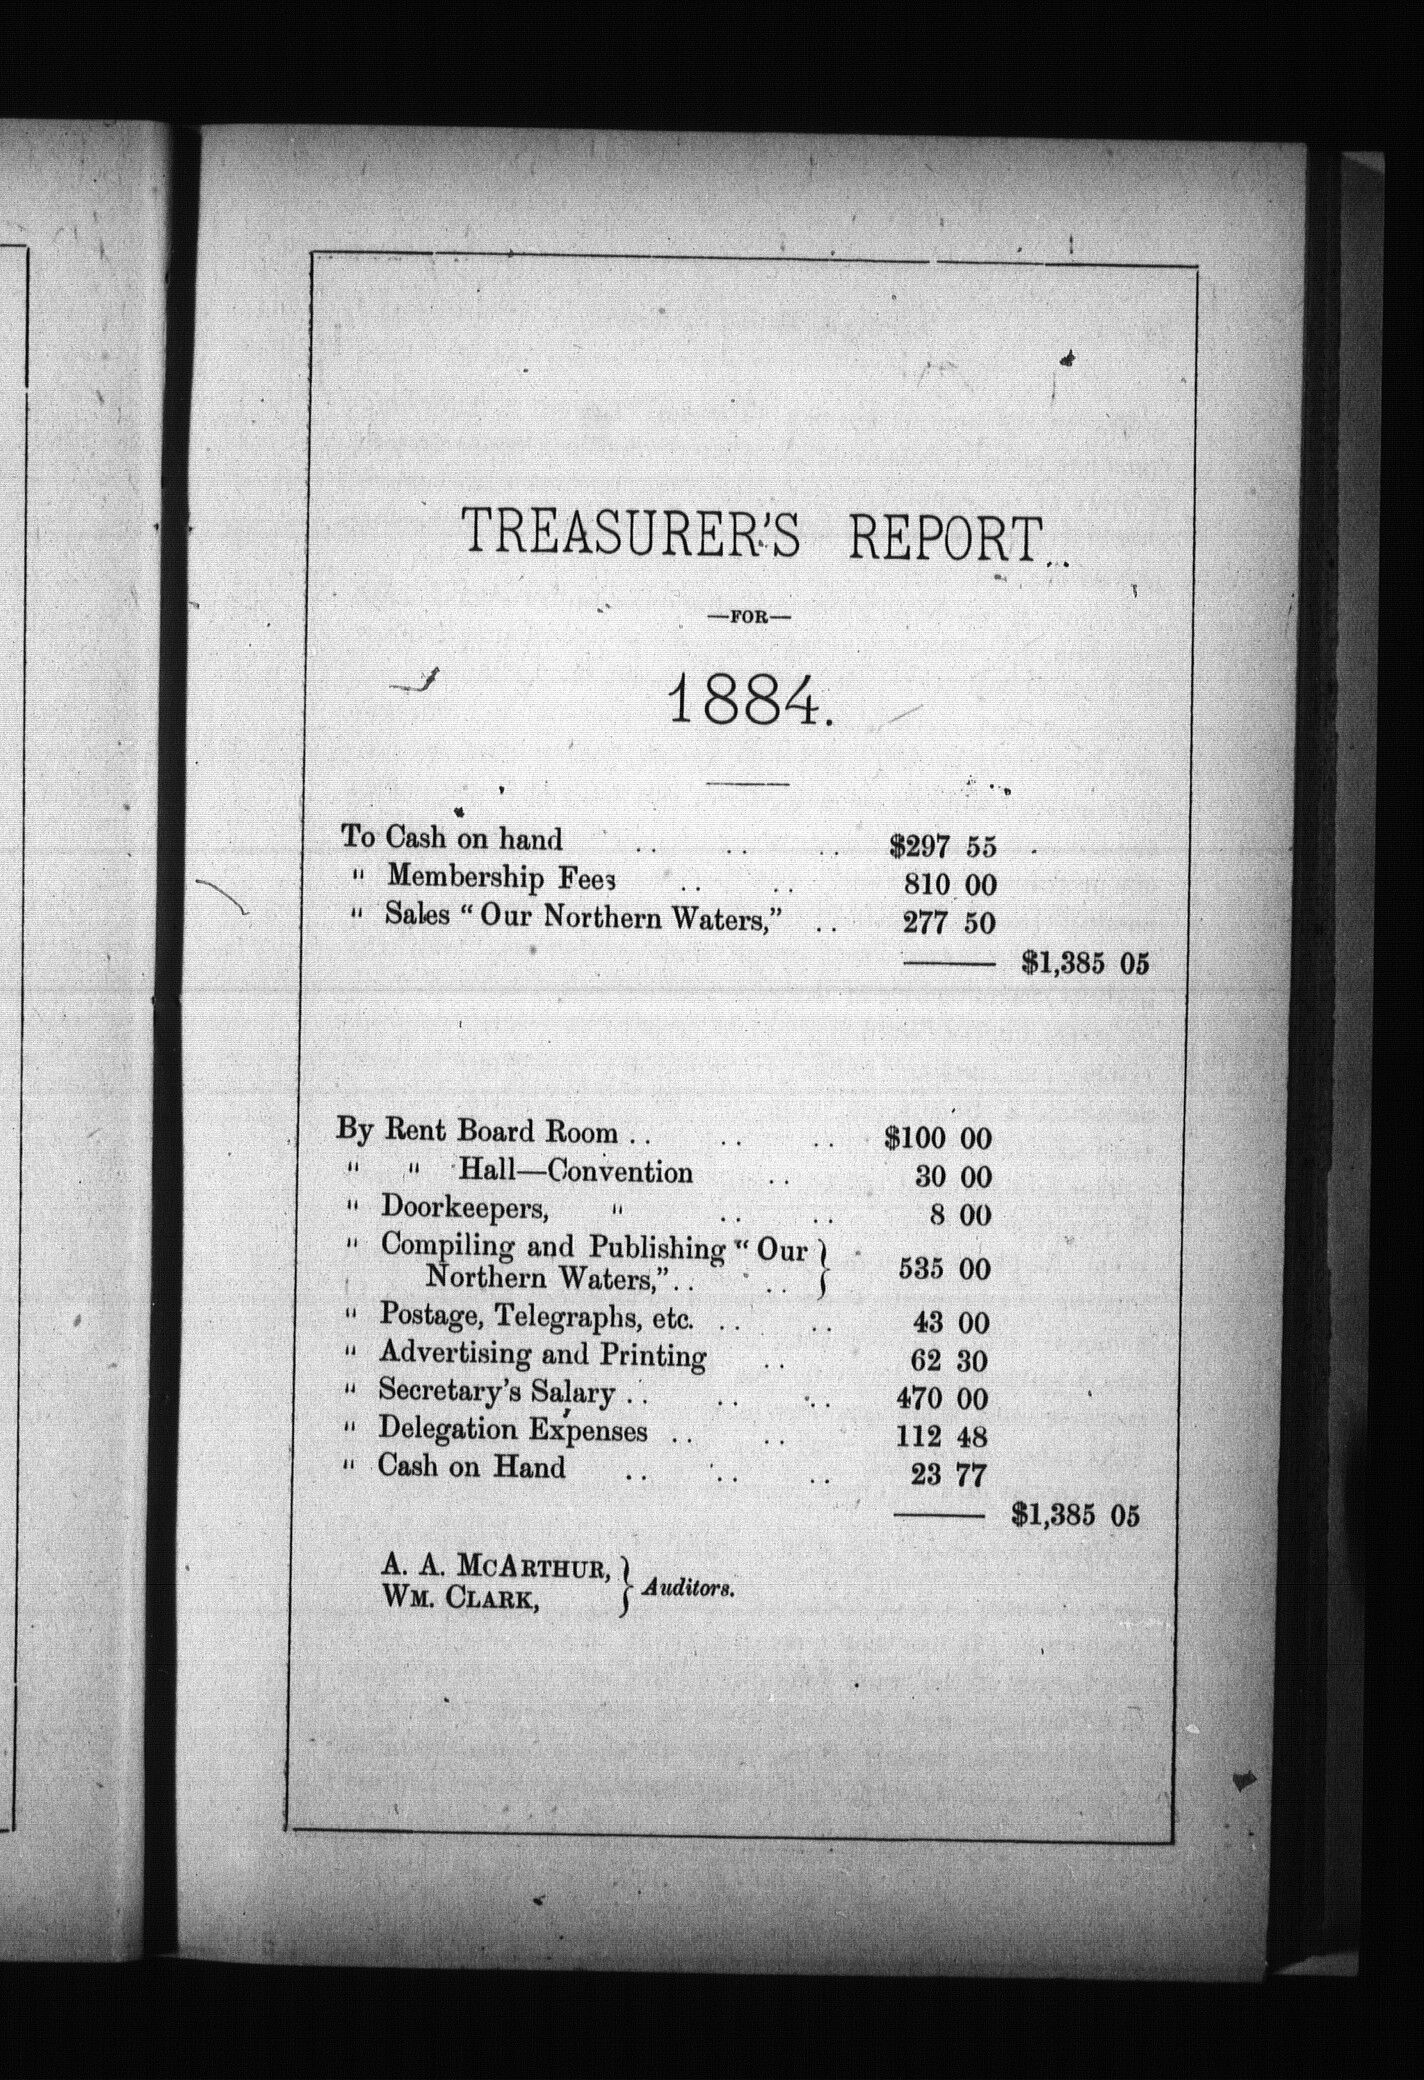 TREASURER'S REPORT
—FOR—
1884.
To Cash on hand .. .. .. $297 55
" Membership Fees .. .. 810 00
" Sales "Our Northern Waters," .. 277 50
$1,385 05
By Rent Board Room .. .. .. $100 00
" " Hall—Convention .. 30 00
" Doorkeepers, " .. .. 8 00
" Compiling and Publishing "Our
Northern Waters," .. .. } 535 00
" Postage, Telegraphs, etc. .. .. 43 00
" Advertising and Printing .. 62 30
" Secretary's Salary .. .. .. 470 00
" Delegation Expenses .. .. 112 48
" Cash on Hand .. .. .. 23 77
$1,385 05
A. A. McARTHUR,
WM. CLARK, } Auditors.